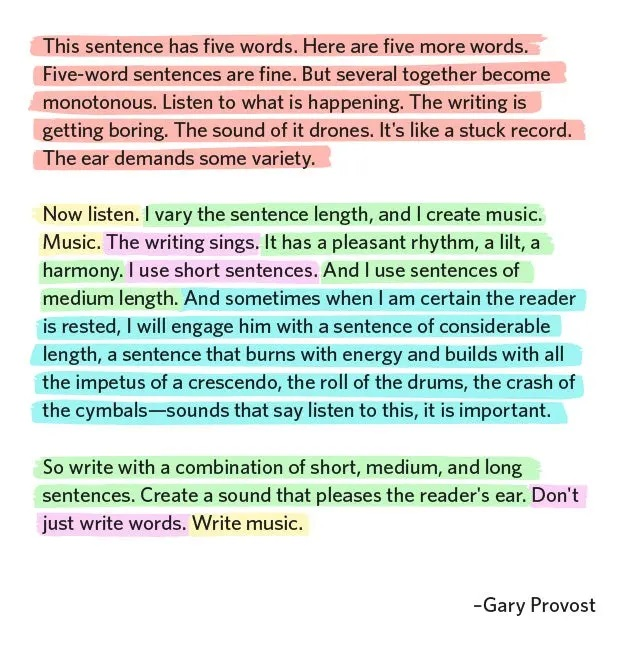 This sentence has five words. Here are five more words.
Five-word sentences are fine. But several together become
monotonous. Listen to what is happening. The writing is
getting boring. The sound of it drones. It's like a stuck record.
The ear demands some variety.
Now listen. I vary the sentence length, and I create music.
Music. The writing sings. It has a pleasant rhythm, a lilt, a
harmony. I use short sentences. And I use sentences of
medium length. And sometimes when I am certain the reader
is rested, I will engage him with a sentence of considerable
length, a sentence that burns with energy and builds with all
the impetus of a crescendo, the roll of the drums, the crash of
the cymbals—sounds that say listen to this, it is important.
So write with a combination of short, medium, and long
sentences. Create a sound that pleases the reader's ear. Don't
just write words. Write music.
–Gary Provost